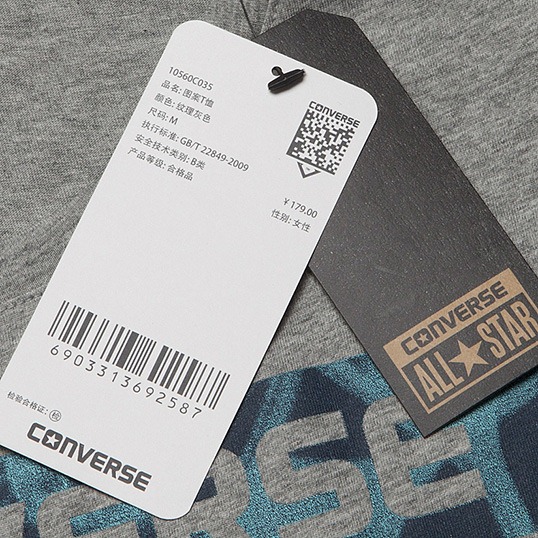 10560C035
品名: 图案T恤
颜色: 纹理灰色
尺码: M
执行标准: GB/T 22849-2009
安全技术类别: B类
产品等级: 合格品
CONVERSE
¥ 179.00
性别: 女性
6903313692587
检验合格证: 检
CONVERSE
CONVERSE
ALL STAR
VERSE